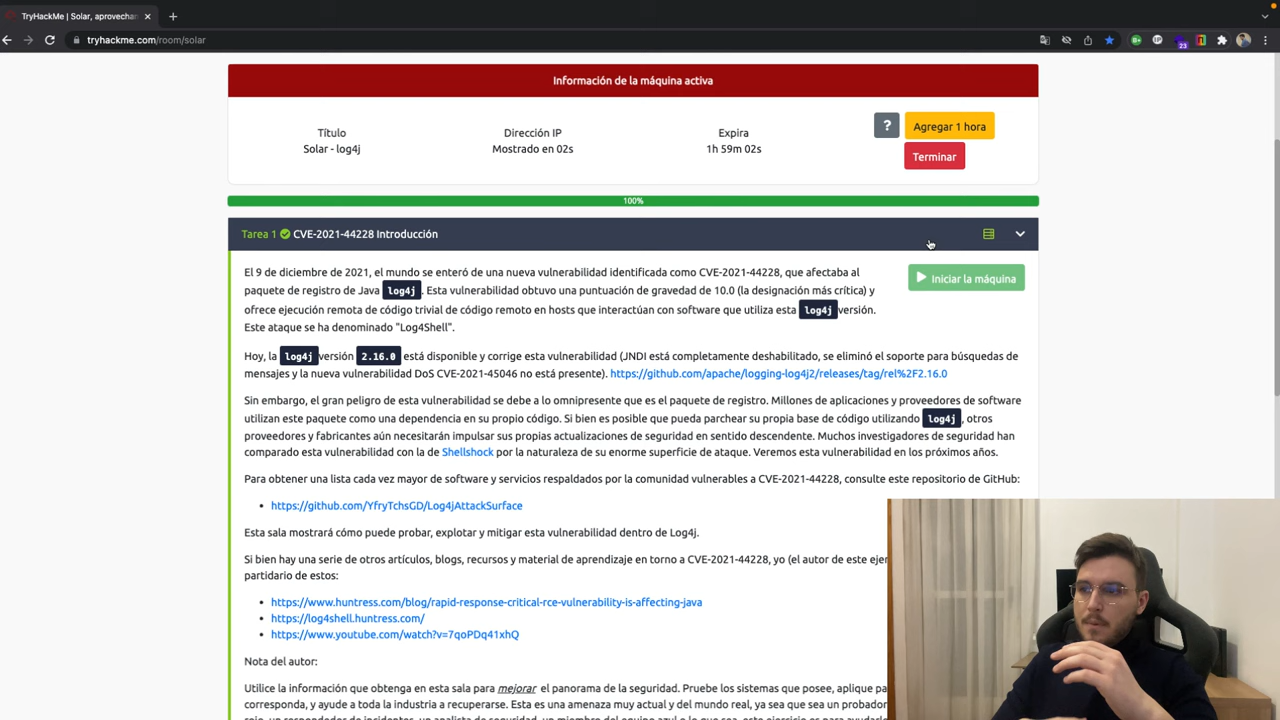 TryHackMe | Solar, aprovechan
tryhackme.com/room/solar
23
Información de la máquina activa
Título
Solar - log4j
Dirección IP
Mostrado en 02s
Expira
1h 59m 02s
?
Agregar 1 hora
Terminar
100%
Tarea 1 CVE-2021-44228 Introducción
Iniciar la máquina
El 9 de diciembre de 2021, el mundo se enteró de una nueva vulnerabilidad identificada como CVE-2021-44228, que afectaba al
paquete de registro de Java log4j . Esta vulnerabilidad obtuvo una puntuación de gravedad de 10.0 (la designación más crítica) y
ofrece ejecución remota de código trivial de código remoto en hosts que interactúan con software que utiliza esta log4j versión.
Este ataque se ha denominado "Log4Shell".
Hoy, la log4j versión 2.16.0 está disponible y corrige esta vulnerabilidad (JNDI está completamente deshabilitado, se eliminó el soporte para búsquedas de
mensajes y la nueva vulnerabilidad DoS CVE-2021-45046 no está presente). https://github.com/apache/logging-log4j2/releases/tag/rel%2F2.16.0
Sin embargo, el gran peligro de esta vulnerabilidad se debe a lo omnipresente que es el paquete de registro. Millones de aplicaciones y proveedores de software
utilizan este paquete como una dependencia en su propio código. Si bien es posible que pueda parchear su propia base de código utilizando log4j , otros
proveedores y fabricantes aún necesitarán impulsar sus propias actualizaciones de seguridad en sentido descendente. Muchos investigadores de seguridad han
comparado esta vulnerabilidad con la de Shellshock por la naturaleza de su enorme superficie de ataque. Veremos esta vulnerabilidad en los próximos años.
Para obtener una lista cada vez mayor de software y servicios respaldados por la comunidad vulnerables a CVE-2021-44228, consulte este repositorio de GitHub:
• https://github.com/YfryTchsGD/Log4jAttackSurface
Esta sala mostrará cómo puede probar, explotar y mitigar esta vulnerabilidad dentro de Log4j.
Si bien hay una serie de otros artículos, blogs, recursos y material de aprendizaje en torno a CVE-2021-44228, yo (el autor de este ejer
partidario de estos:
• https://www.huntress.com/blog/rapid-response-critical-rce-vulnerability-is-affecting-java
• https://log4shell.huntress.com/
• https://www.youtube.com/watch?v=7qoPDq41xhQ
Nota del autor:
Utilice la información que obtenga en esta sala para mejorar el panorama de la seguridad. Pruebe los sistemas que posee, aplique pa
corresponda, y ayude a toda la industria a recuperarse. Esta es una amenaza muy actual y del mundo real, ya sea que sea un probador